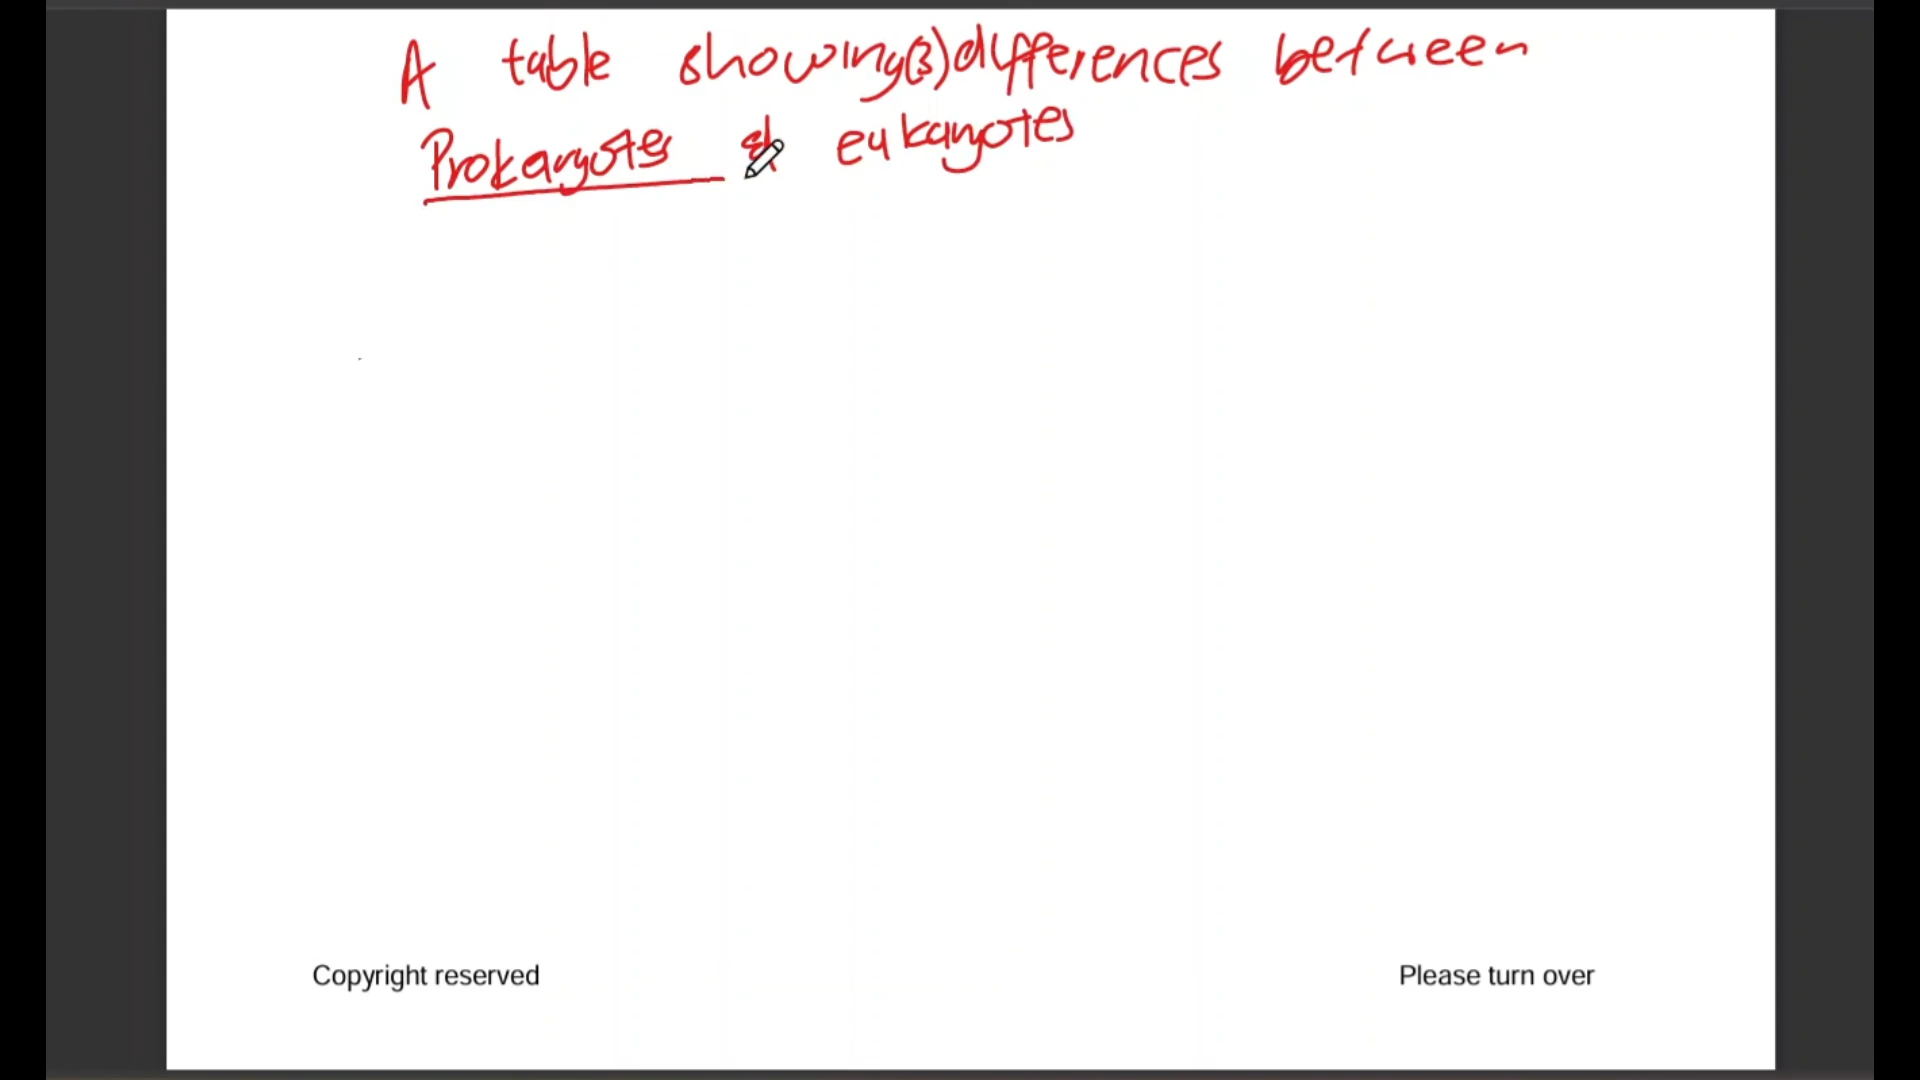 A table showing(3)differences between
Prokaryotes & eukaryotes
Copyright reserved Please turn over